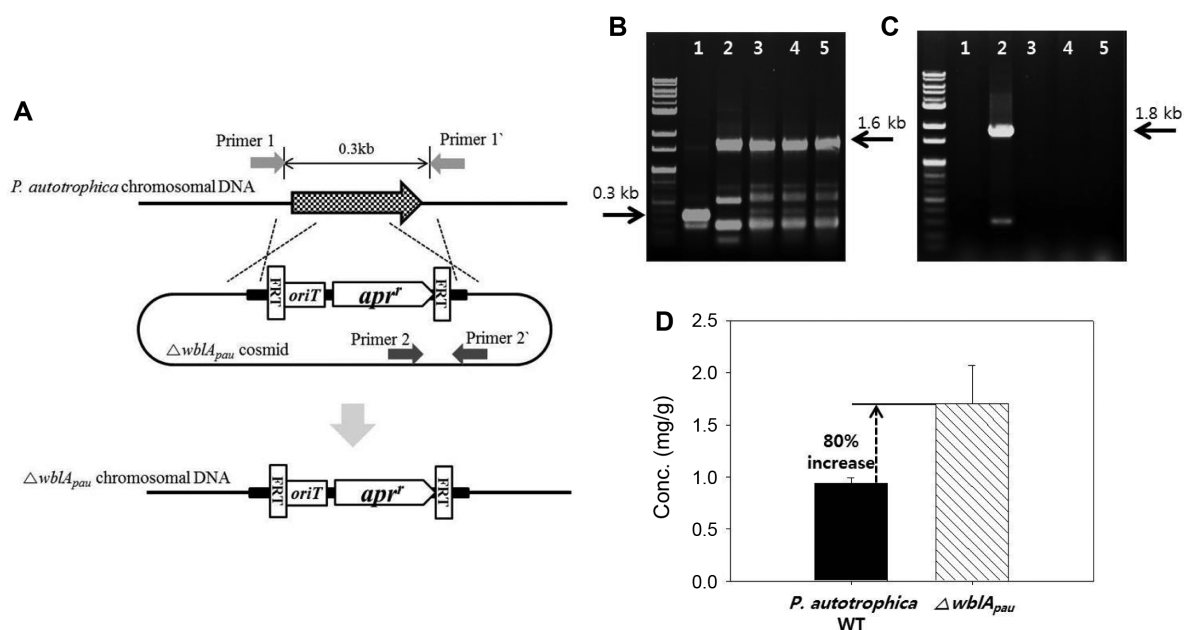 A
Primer 1
0.3kb
Primer 1`
P. autotrophica chromosomal DNA
FRT
oriT
apr^r
FRT
Primer 2
Primer 2`
△wblA_pau cosmid
△wblA_pau chromosomal DNA
FRT
oriT
apr^r
FRT
B
1 2 3 4 5
1.6 kb
0.3 kb
C
1 2 3 4 5
1.8 kb
D
2.5
2.0
1.5
1.0
0.5
0.0
Conc. (mg/g)
80%
increase
P. autotrophica
WT
△wblA_pau